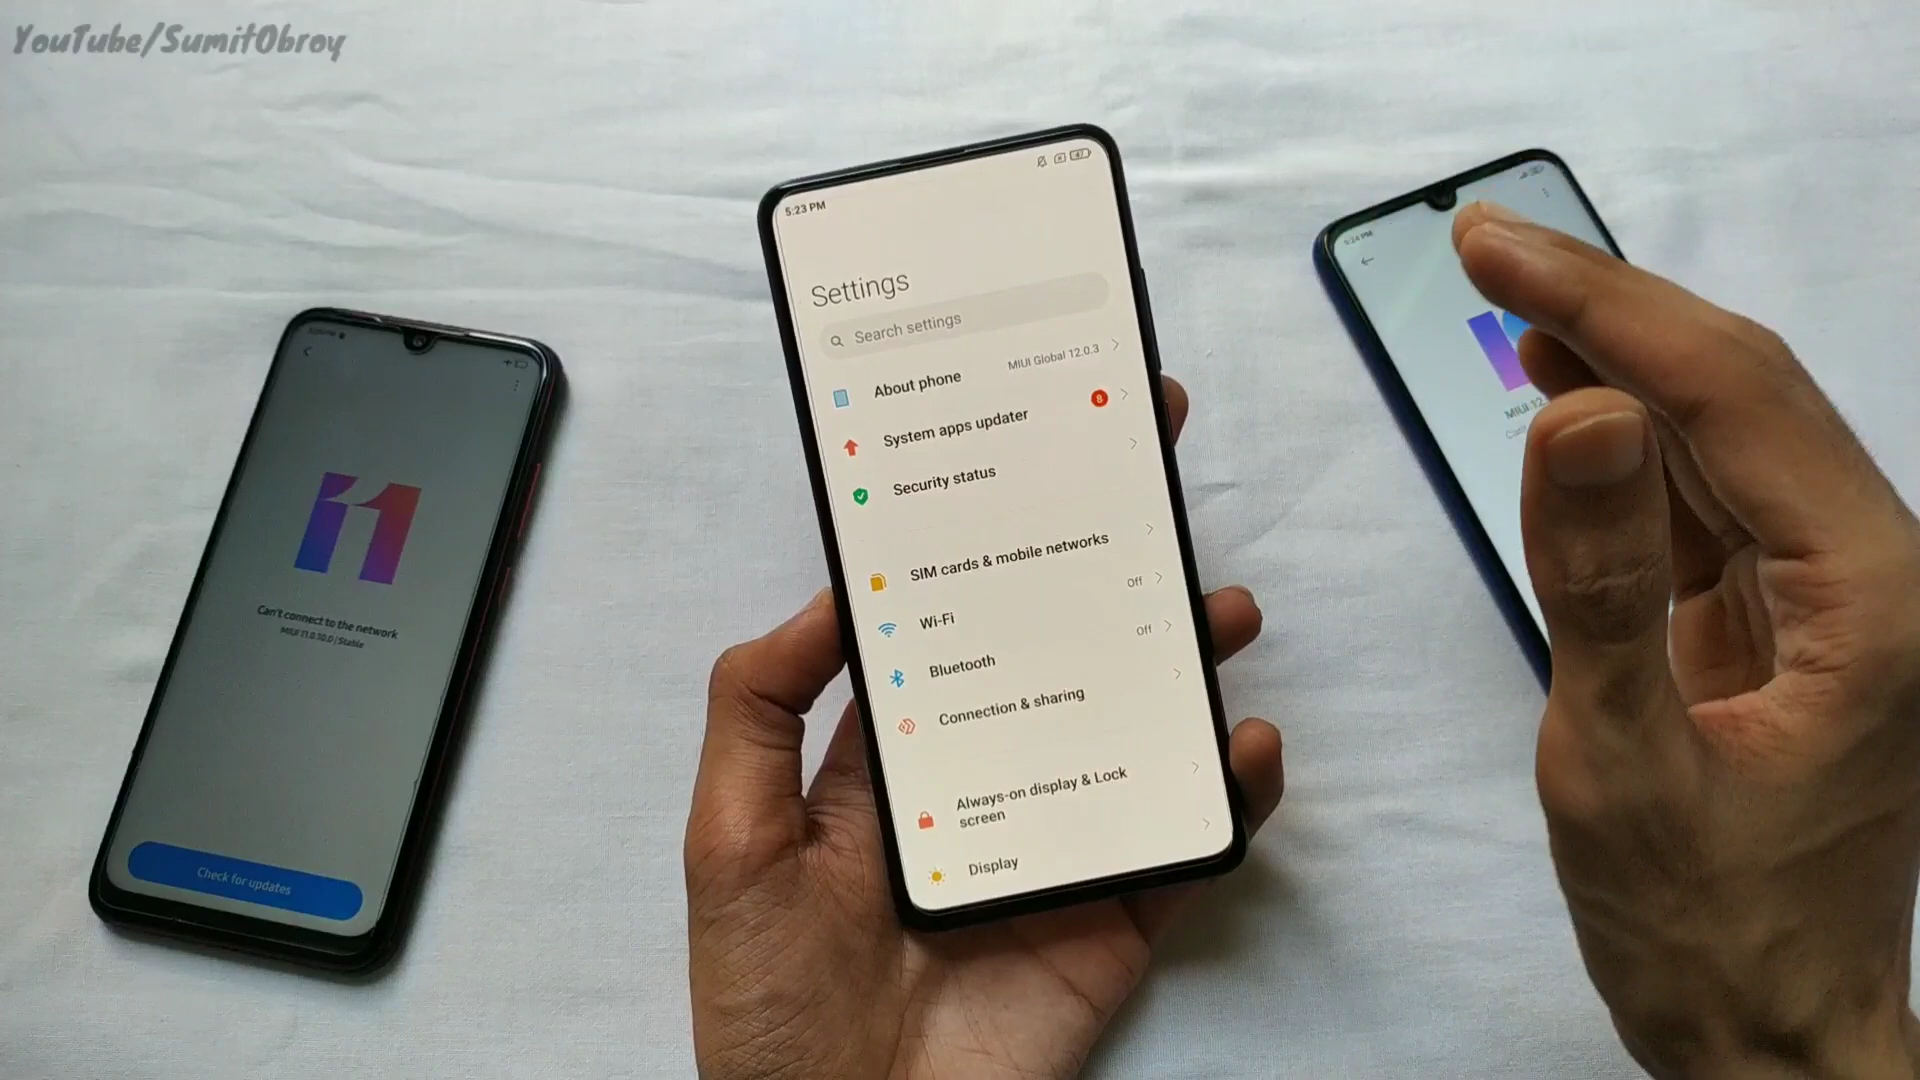 YouTube/SumitObroy
Can't connect to the network
MIUI 11.0.10.0 | Stable
Check for updates
5:23 PM
Settings
Search settings
About phone
MIUI Global 12.0.3
System apps updater
8
Security status
SIM cards & mobile networks
Wi-Fi
Off
Bluetooth
Off
Connection & sharing
Always-on display & Lock
screen
Display
5:24 PM
MIUI 12